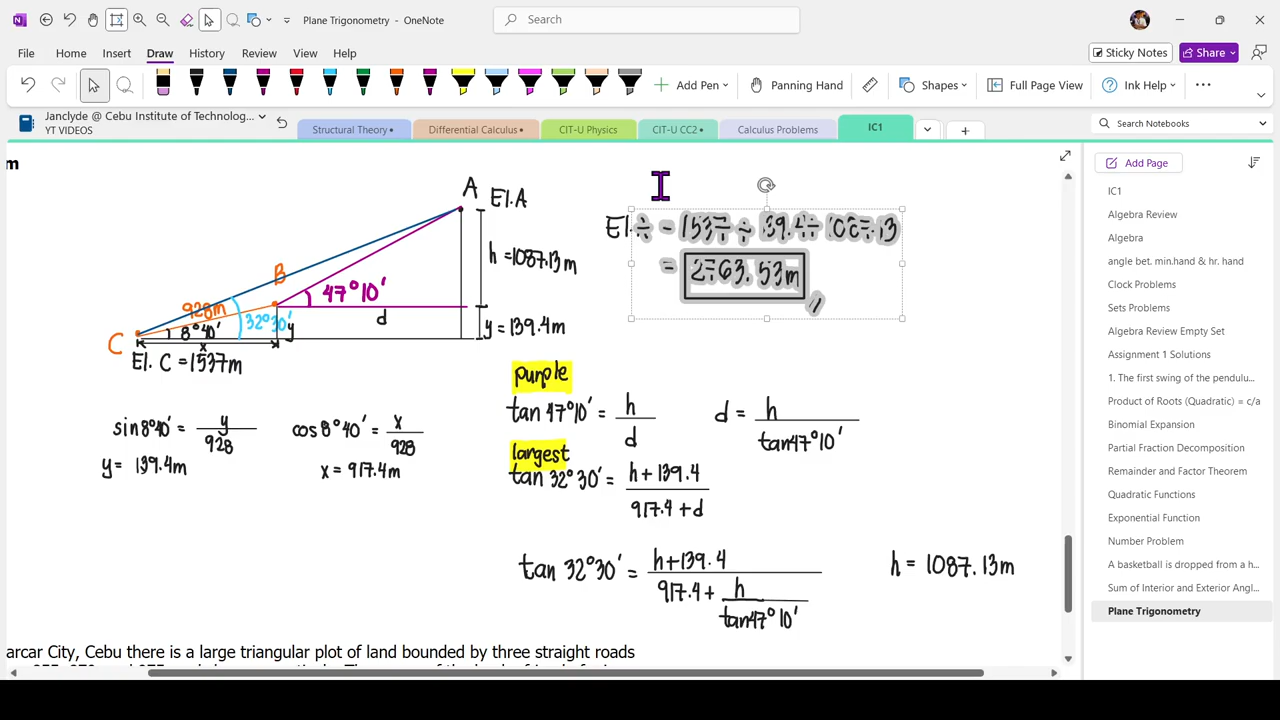 Plane Trigonometry - OneNote
Search
File Home Insert Draw History Review View Help
Sticky Notes
Share
Add Pen
Panning Hand
Shapes
Full Page View
Ink Help
Janclyde @ Cebu Institute of Technolog...
YT VIDEOS
Structural Theory
Differential Calculus
CIT-U Physics
CIT-U CC2
Calculus Problems
IC1
Search Notebooks
Add Page
IC1
Algebra Review
Algebra
angle bet. min.hand & hr. hand
Clock Problems
Sets Problems
Algebra Review Empty Set
Assignment 1 Solutions
1. The first swing of the pendulu...
Product of Roots (Quadratic) = c/a
Binomial Expansion
Partial Fraction Decomposition
Remainder and Factor Theorem
Quadratic Functions
Exponential Function
Number Problem
A basketball is dropped from a h...
Sum of Interior and Exterior Angl...
Plane Trigonometry
m
A El. A
h = 1087.13m
B
47°10'
928m
32°30'
8°40'
y
d
y = 139.4m
C
x
El. C = 1537m
= 2763.53m
sin 8°40' = y/928
y = 139.4m
cos 8°40' = x/928
x = 917.4m
purple
tan 47°10' = h/d
d = h/tan47°10'
largest
tan 32°30' = h+139.4/917.4+d
tan 32°30' = h+139.4/917.4+h/tan47°10'
h = 1087.13m
arcar City, Cebu there is a large triangular plot of land bounded by three straight roads